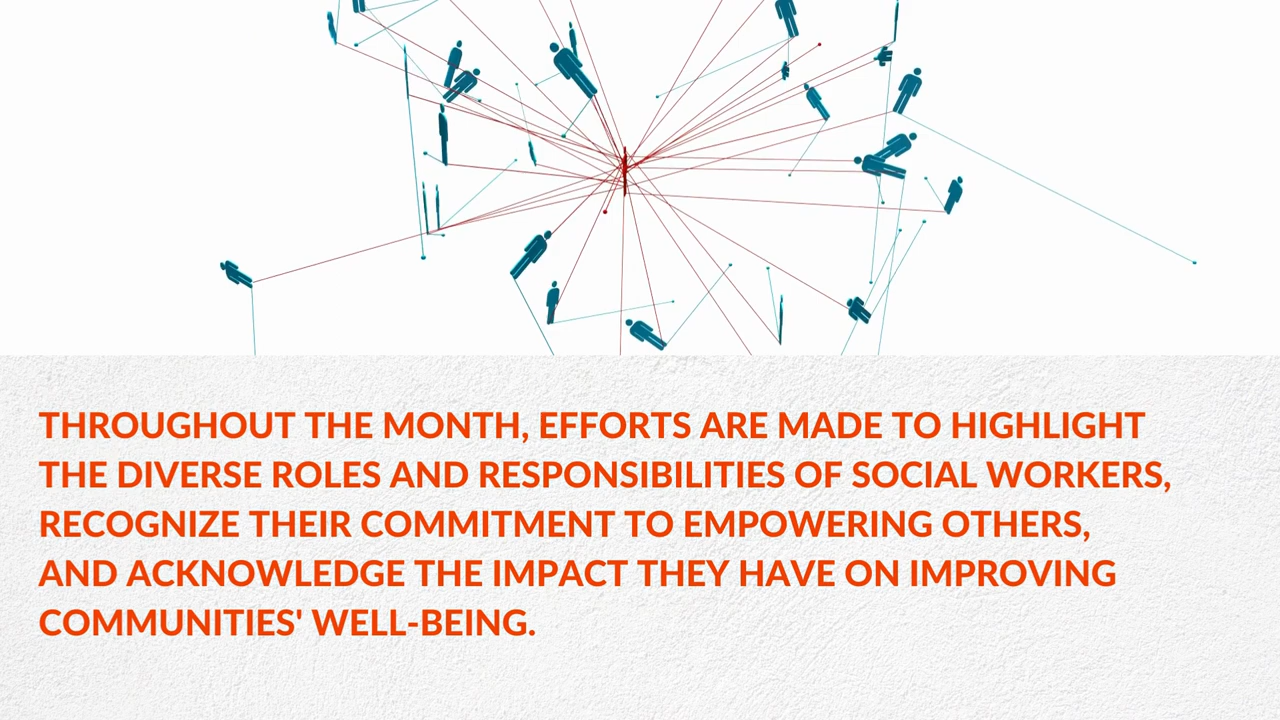 THROUGHOUT THE MONTH, EFFORTS ARE MADE TO HIGHLIGHT
THE DIVERSE ROLES AND RESPONSIBILITIES OF SOCIAL WORKERS,
RECOGNIZE THEIR COMMITMENT TO EMPOWERING OTHERS,
AND ACKNOWLEDGE THE IMPACT THEY HAVE ON IMPROVING
COMMUNITIES' WELL-BEING.